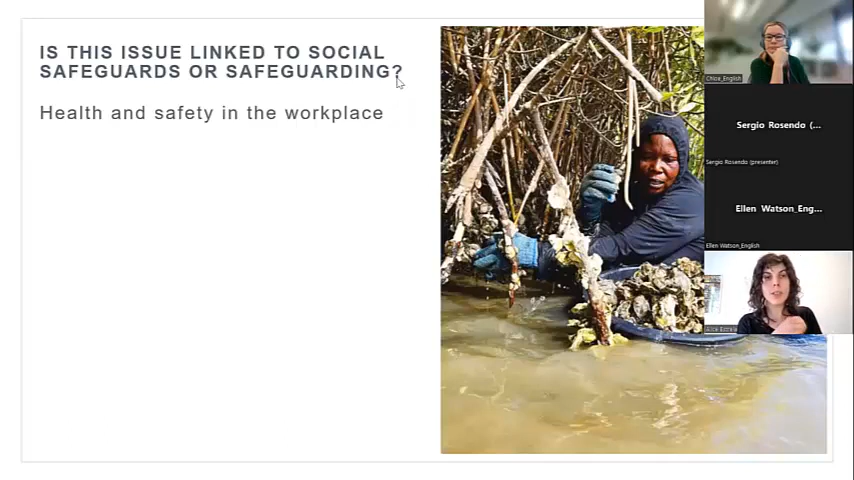 IS THIS ISSUE LINKED TO SOCIAL
SAFEGUARDS OR SAFEGUARDING?
Health and safety in the workplace
Chloe_English
Sergio Rosendo (...
Sergio Rosendo (presenter)
Ellen Watson_Eng...
Ellen Watson_English